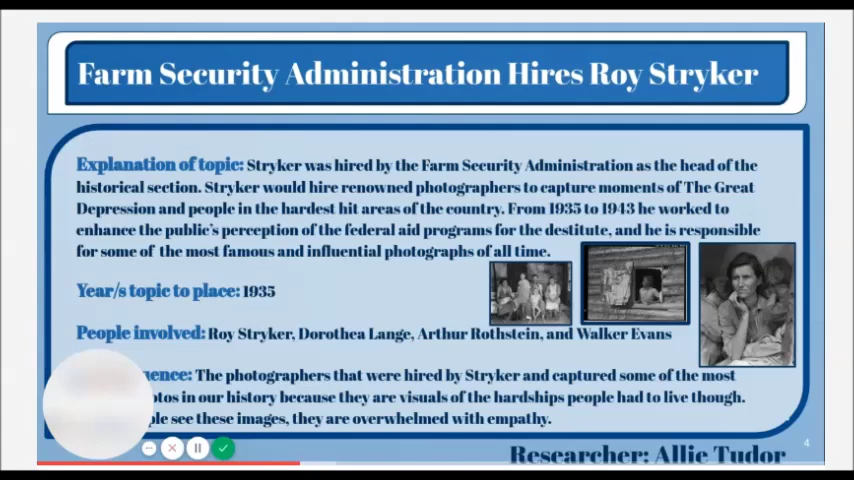 Farm Security Administration Hires Roy Stryker
Explanation of topic: Stryker was hired by the Farm Security Administration as the head of the
historical section. Stryker would hire renowned photographers to capture moments of The Great
Depression and people in the hardest hit areas of the country. From 1935 to 1943 he worked to
enhance the public's perception of the federal aid programs for the destitute, and he is responsible
for some of the most famous and influential photographs of all time.
Year/s topic to place: 1935
People involved: Roy Stryker, Dorothea Lange, Arthur Rothstein, and Walker Evans
The photographers that were hired by Stryker and captured some of the most
in our history because they are visuals of the hardships people had to live though.
see these images, they are overwhelmed with empathy.
4
Researcher: Allie Tudor